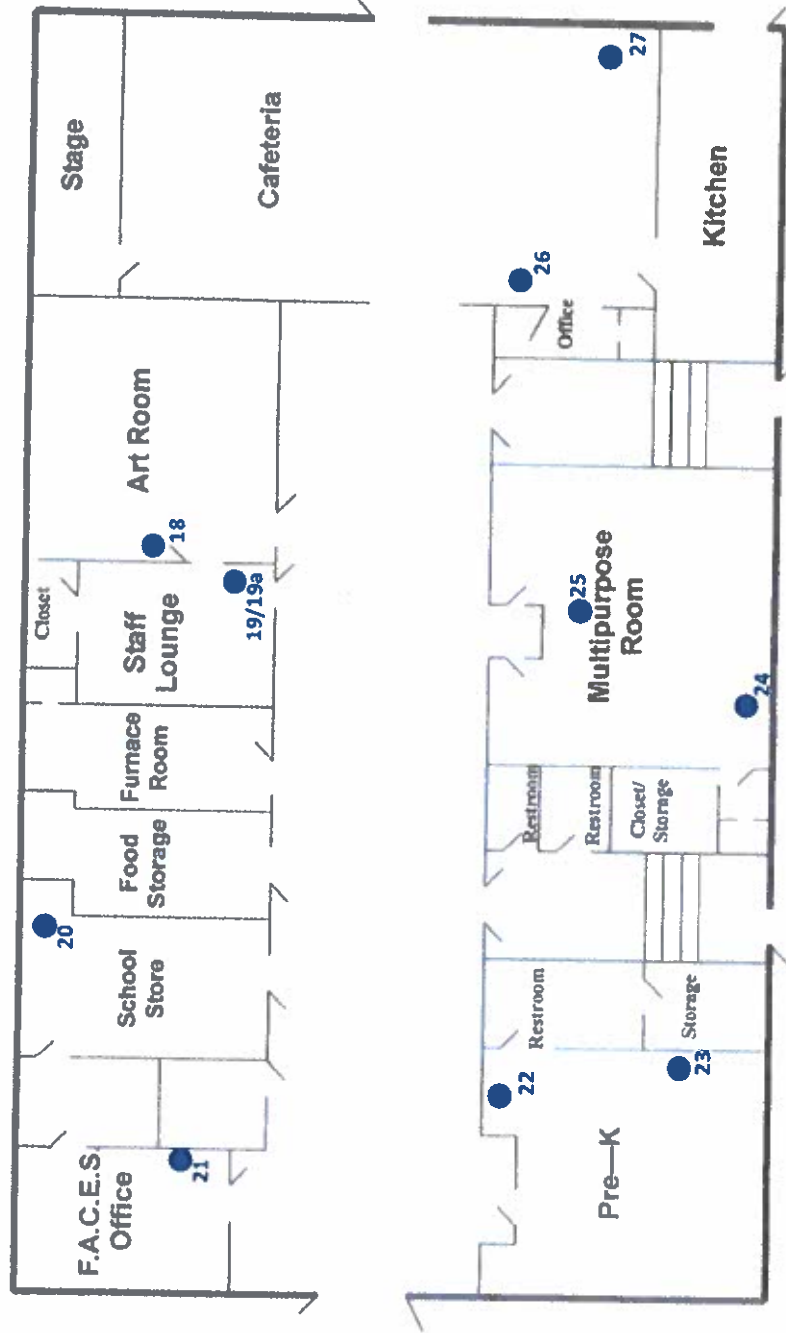 Stage
Cafeteria
Art Room
18
Closet
Staff
Lounge
19/19a
Furnace
Room
Food
Storage
20
School
Store
F.A.C.E.S
Office
21
27
Kitchen
26
Office
25
Multipurpose
Room
24
Restroom
Restroom
Closet/
Storage
Restroom
Storage
22
23
Pre—K